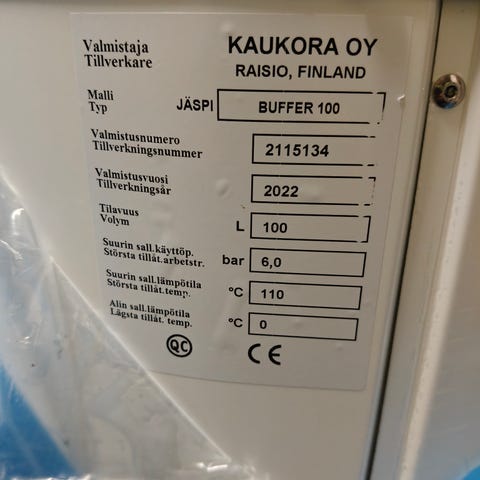 Valmistaja
Tillverkare
KAUKORA OY
RAISIO, FINLAND
Malli
Typ
JÄSPI
BUFFER 100
Valmistusnumero
Tillverkningsnummer
2115134
Valmistusvuosi
Tillverkningsår
2022
Tilavuus
Volym
L
100
Suurin sall.käyttöp.
Största tillåt.arbetstr.
bar
6,0
Suurin sall.lämpötila
Största tillåt.temp.
°C
110
Alin sall.lämpötila
Lägsta tillåt. temp.
°C
0
QC
CE